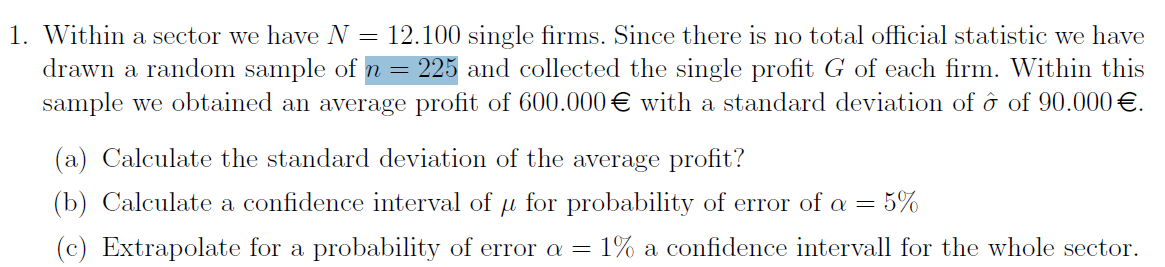 1. Within a sector we have N = 12.100 single firms. Since there is no total official statistic we have
drawn a random sample of n = 225 and collected the single profit G of each firm. Within this
sample we obtained an average profit of 600.000 € with a standard deviation of σ̂ of 90.000 €.
(a) Calculate the standard deviation of the average profit?
(b) Calculate a confidence interval of μ for probability of error of α = 5%
(c) Extrapolate for a probability of error α = 1% a confidence intervall for the whole sector.